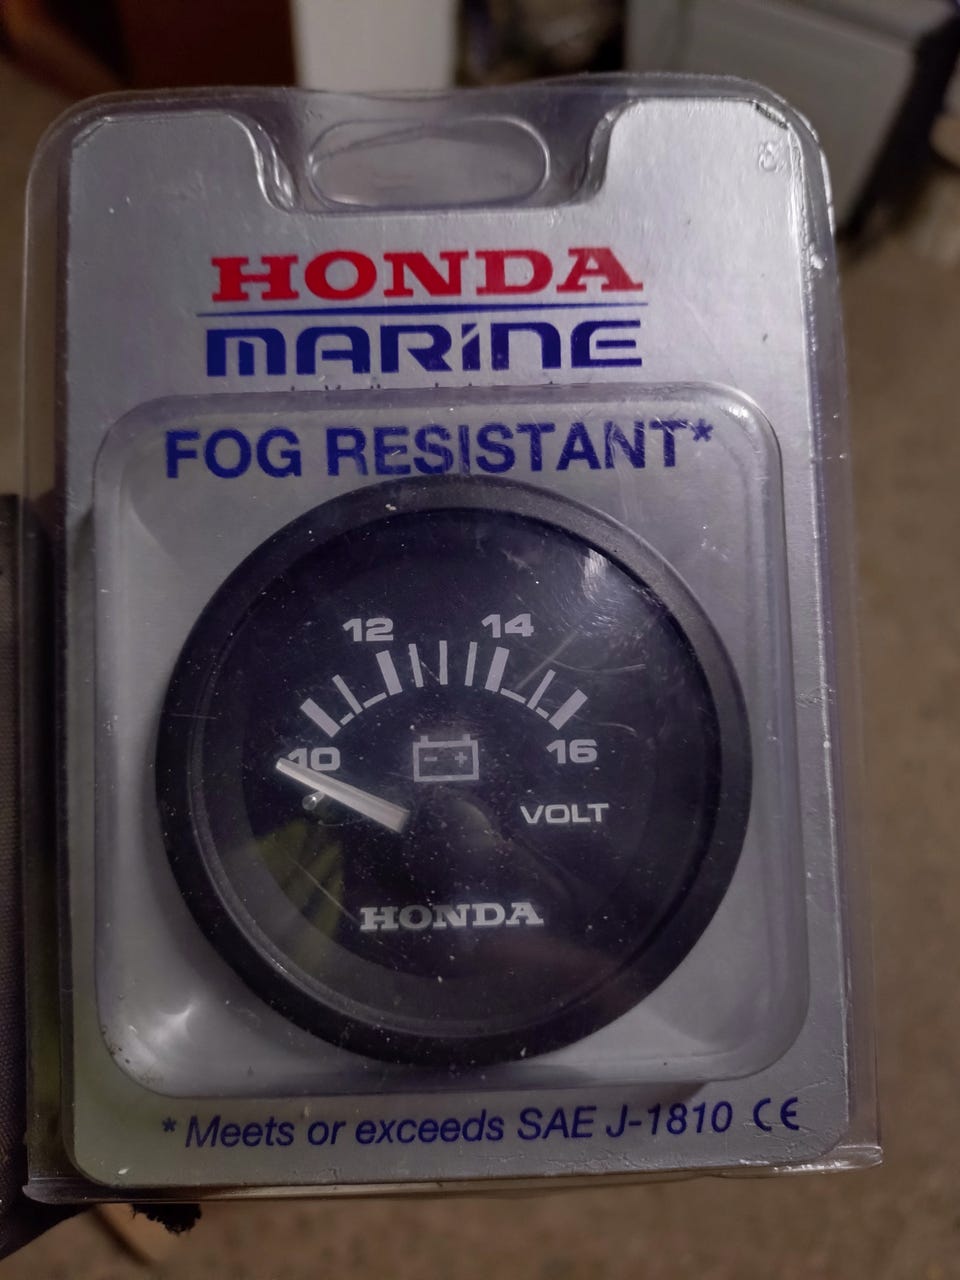 HONDA
MARINE
FOG RESISTANT*
12 14
10 16
- +
VOLT
HONDA
* Meets or exceeds SAE J-1810 CE